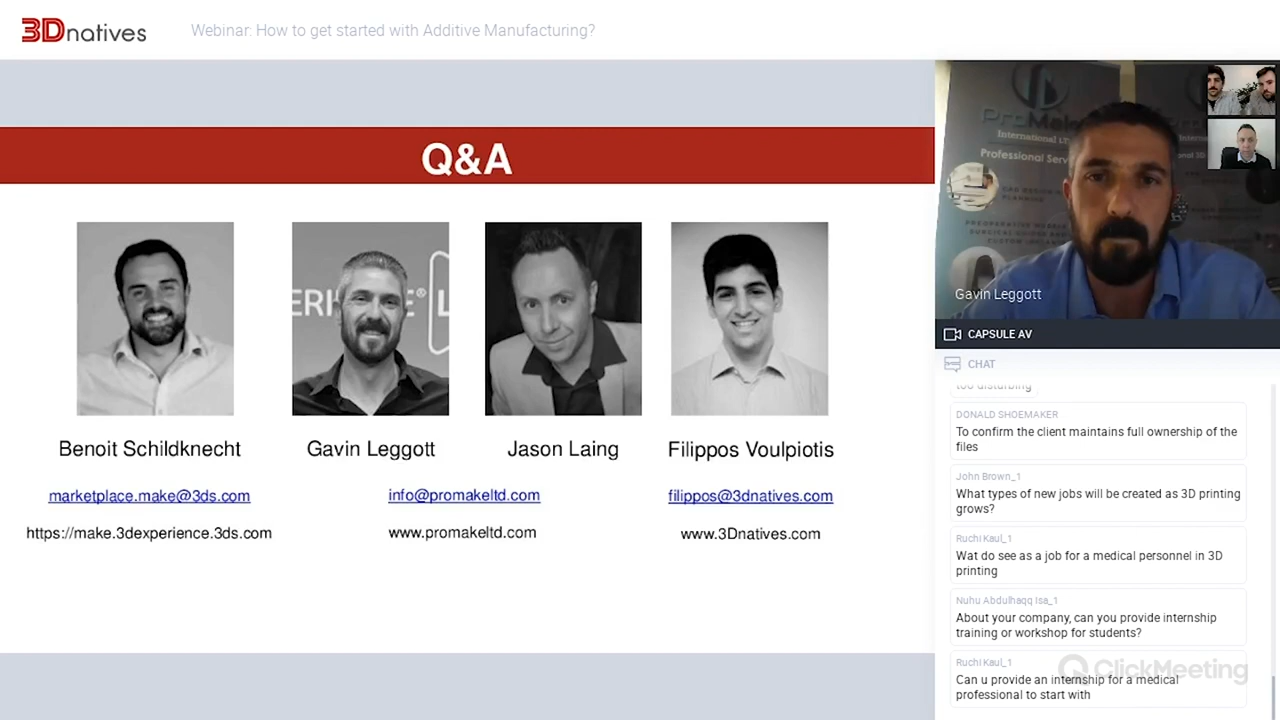 3Dnatives
Webinar: How to get started with Additive Manufacturing?
Q&A
Benoit Schildknecht
Gavin Leggott
Jason Laing
Filippos Voulpiotis
marketplace.make@3ds.com
info@promakeltd.com
filippos@3dnatives.com
https://make.3dexperience.3ds.com
www.promakeltd.com
www.3Dnatives.com
ProMake
International LT
Professional Serv
Gavin Leggott
CAPSULE AV
CHAT
too disturbing
DONALD SHOEMAKER
To confirm the client maintains full ownership of the
files
John Brown_1
What types of new jobs will be created as 3D printing
grows?
Ruchi Kaul_1
Wat do see as a job for a medical personnel in 3D
printing
Nuhu Abdulhaqq Isa_1
About your company, can you provide internship
training or workshop for students?
Ruchi Kaul_1
Can u provide an internship for a medical
professional to start with
ClickMeeting